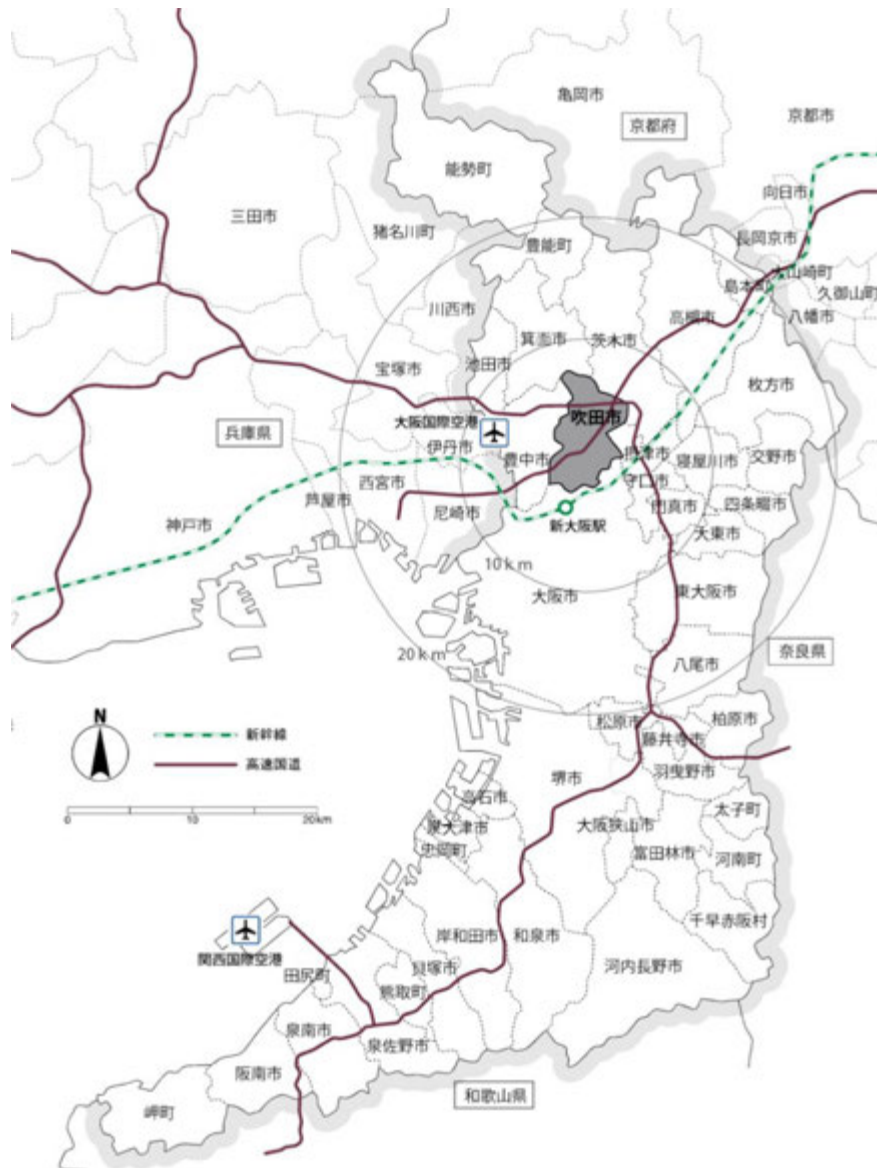 亀岡市
京都市
京都府
能勢町
向日市
三田市
猪名川町
豊能町
長岡京市
大山崎町
島本町
久御山町
川西市
高槻市
八幡市
箕面市
茨木市
池田市
宝塚市
枚方市
吹田市
大阪国際空港
兵庫県
伊丹市
豊中市
摂津市
寝屋川市
交野市
西宮市
守口市
芦屋市
尼崎市
門真市
四条畷市
神戸市
新大阪駅
大東市
10km
大阪市
東大阪市
20km
奈良県
八尾市
N
松原市
柏原市
新幹線
藤井寺市
高速国道
羽曳野市
堺市
高石市
太子町
0 10 20km
泉大津市
大阪狭山市
忠岡町
富田林市
河南町
千早赤阪村
岸和田市
和泉市
関西国際空港
貝塚市
河内長野市
田尻町
熊取町
泉南市
泉佐野市
阪南市
和歌山県
岬町